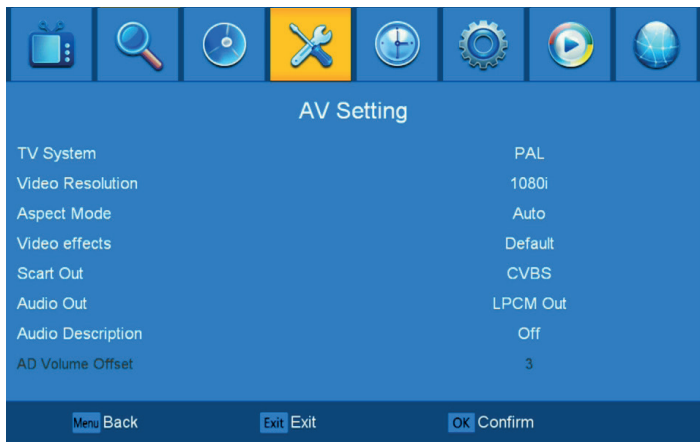 AV Setting
TV System PAL
Video Resolution 1080i
Aspect Mode Auto
Video effects Default
Scart Out CVBS
Audio Out LPCM Out
Audio Description Off
AD Volume Offset 3
Menu Back Exit Exit OK Confirm